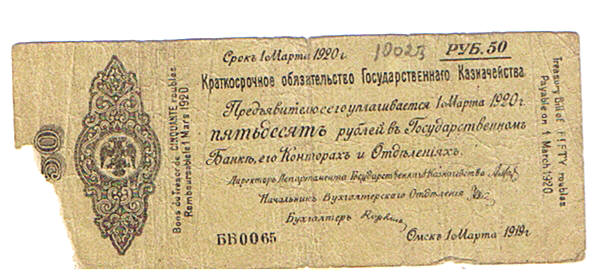 Срокъ 1 Марта 1920 г.
РУБ. 50
Краткосрочное обязательство Государственнаго Казначейства
Предъявителю сего уплачивается 1 Марта 1920 г.
пятьдесятъ рублей въ Государственномъ
Банкѣ, его Конторахъ и Отдѣленіяхъ.
Директоръ Департамента Государственнаго Казначейства
Начальникъ Бухгалтерскаго Отдѣленія
Бухгалтеръ
ББ0065
Омскъ 1 Марта 1919 г.
50
Bons du Trésor de CINQUANTE roubles
Remboursable 1 Mars 1920
Treasury Bill of FIFTY roubles
Payable on 1 March 1920.